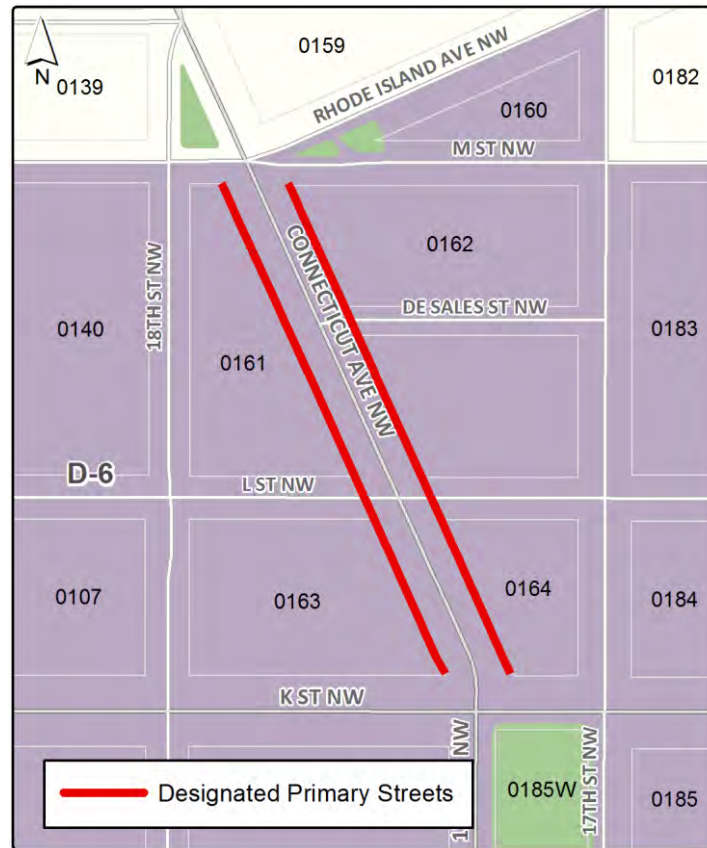 0159
N
0139
0182
RHODE ISLAND AVE NW
0160
M ST NW
0162
18TH ST NW
CONNECTICUT AVE NW
DE SALES ST NW
0140
0183
0161
D-6
L ST NW
0107
0163
0164
0184
K ST NW
NW
17TH ST NW
0185W
0185
Designated Primary Streets